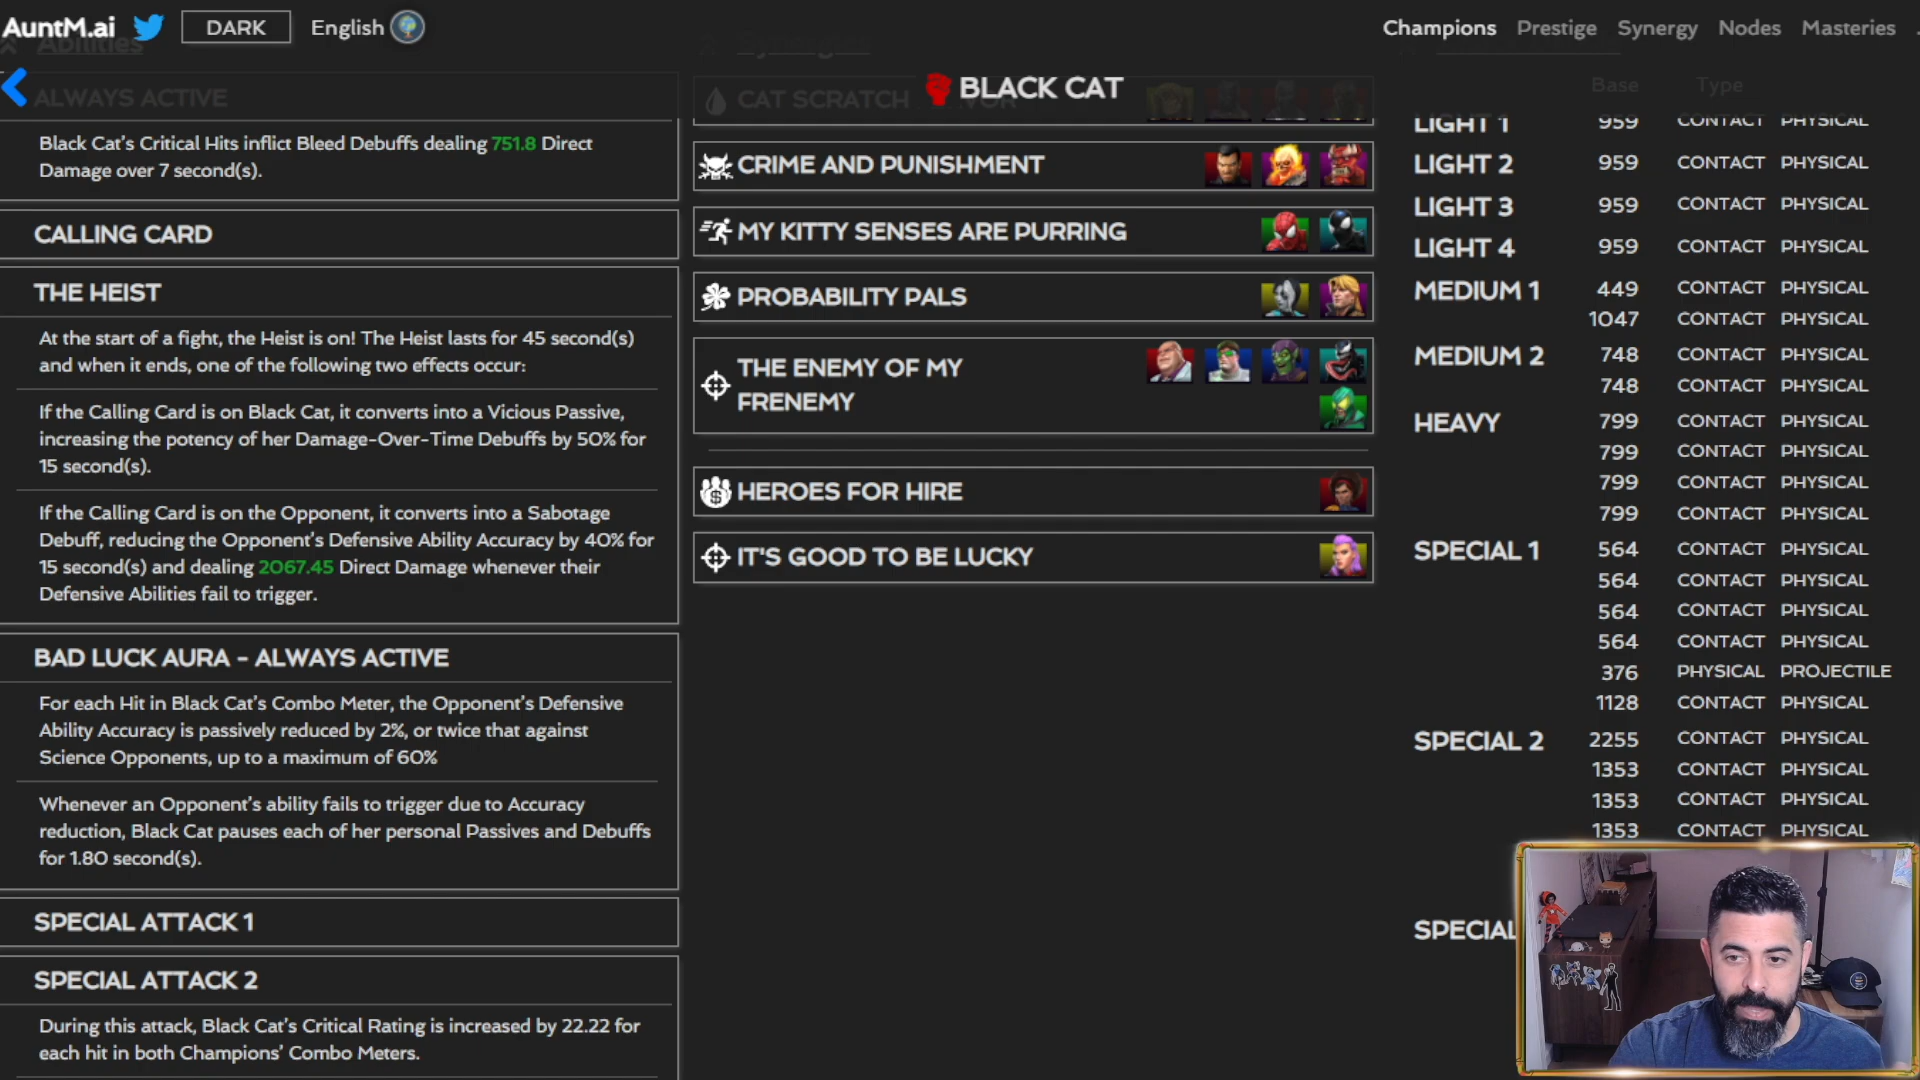 AuntM.ai
DARK
English
Champions
Prestige
Synergy
Nodes
Masteries
Abilities
Synergies
BLACK CAT
ALWAYS ACTIVE
Black Cat's Critical Hits inflict Bleed Debuffs dealing 751.8 Direct
Damage over 7 second(s).
CALLING CARD
THE HEIST
At the start of a fight, the Heist is on! The Heist lasts for 45 second(s)
and when it ends, one of the following two effects occur:
If the Calling Card is on Black Cat, it converts into a Vicious Passive,
increasing the potency of her Damage-Over-Time Debuffs by 50% for
15 second(s).
If the Calling Card is on the Opponent, it converts into a Sabotage
Debuff, reducing the Opponent's Defensive Ability Accuracy by 40% for
15 second(s) and dealing 2067.45 Direct Damage whenever their
Defensive Abilities fail to trigger.
BAD LUCK AURA - ALWAYS ACTIVE
For each Hit in Black Cat's Combo Meter, the Opponent's Defensive
Ability Accuracy is passively reduced by 2%, or twice that against
Science Opponents, up to a maximum of 60%
Whenever an Opponent's ability fails to trigger due to Accuracy
reduction, Black Cat pauses each of her personal Passives and Debuffs
for 1.80 second(s).
SPECIAL ATTACK 1
SPECIAL ATTACK 2
During this attack, Black Cat's Critical Rating is increased by 22.22 for
each hit in both Champions' Combo Meters.
CAT SCRATCH
CRIME AND PUNISHMENT
MY KITTY SENSES ARE PURRING
PROBABILITY PALS
THE ENEMY OF MY
FRENEMY
HEROES FOR HIRE
IT'S GOOD TO BE LUCKY
Base Type
LIGHT 1 959 CONTACT PHYSICAL
LIGHT 2 959 CONTACT PHYSICAL
LIGHT 3 959 CONTACT PHYSICAL
LIGHT 4 959 CONTACT PHYSICAL
MEDIUM 1 449 CONTACT PHYSICAL
1047 CONTACT PHYSICAL
MEDIUM 2 748 CONTACT PHYSICAL
748 CONTACT PHYSICAL
HEAVY 799 CONTACT PHYSICAL
799 CONTACT PHYSICAL
799 CONTACT PHYSICAL
799 CONTACT PHYSICAL
SPECIAL 1 564 CONTACT PHYSICAL
564 CONTACT PHYSICAL
564 CONTACT PHYSICAL
564 CONTACT PHYSICAL
376 PHYSICAL PROJECTILE
1128 CONTACT PHYSICAL
SPECIAL 2 2255 CONTACT PHYSICAL
1353 CONTACT PHYSICAL
1353 CONTACT PHYSICAL
1353 CONTACT PHYSICAL
SPECIAL